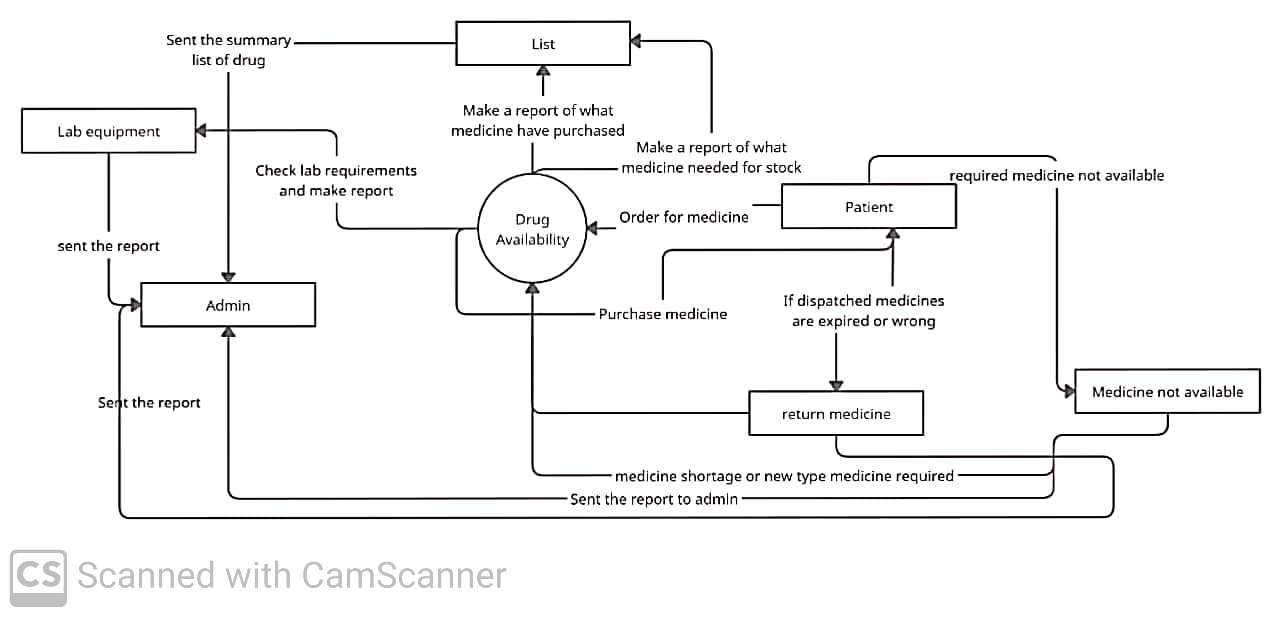 Sent the summary
list of drug
List
Lab equipment
Make a report of what
medicine have purchased
Make a report of what
medicine needed for stock
Check lab requirements
and make report
required medicine not available
Patient
Order for medicine
Drug
Availability
sent the report
Admin
If dispatched medicines
are expired or wrong
Purchase medicine
Medicine not available
Sent the report
return medicine
medicine shortage or new type medicine required
Sent the report to admin
CS Scanned with CamScanner